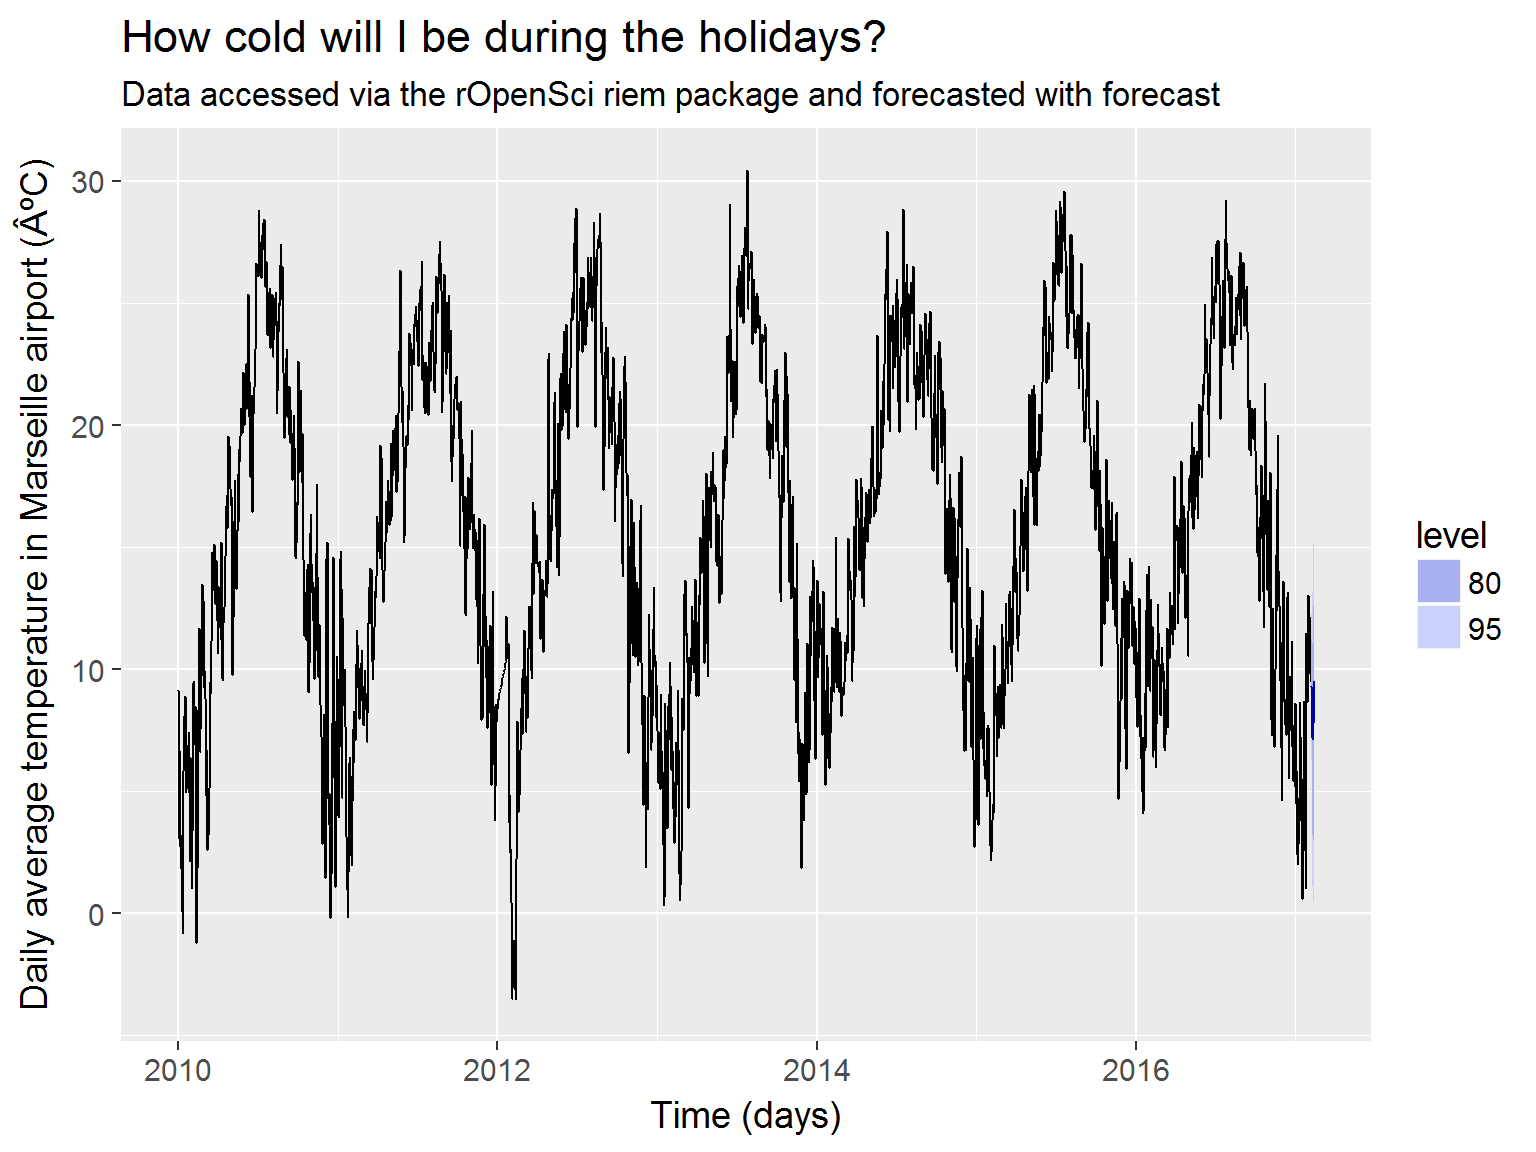 How cold will I be during the holidays?
Data accessed via the rOpenSci riem package and forecasted with forecast
Daily average temperature in Marseille airport (ÂºC)
30
20
10
0
2010
2012
2014
2016
Time (days)
level
80
95